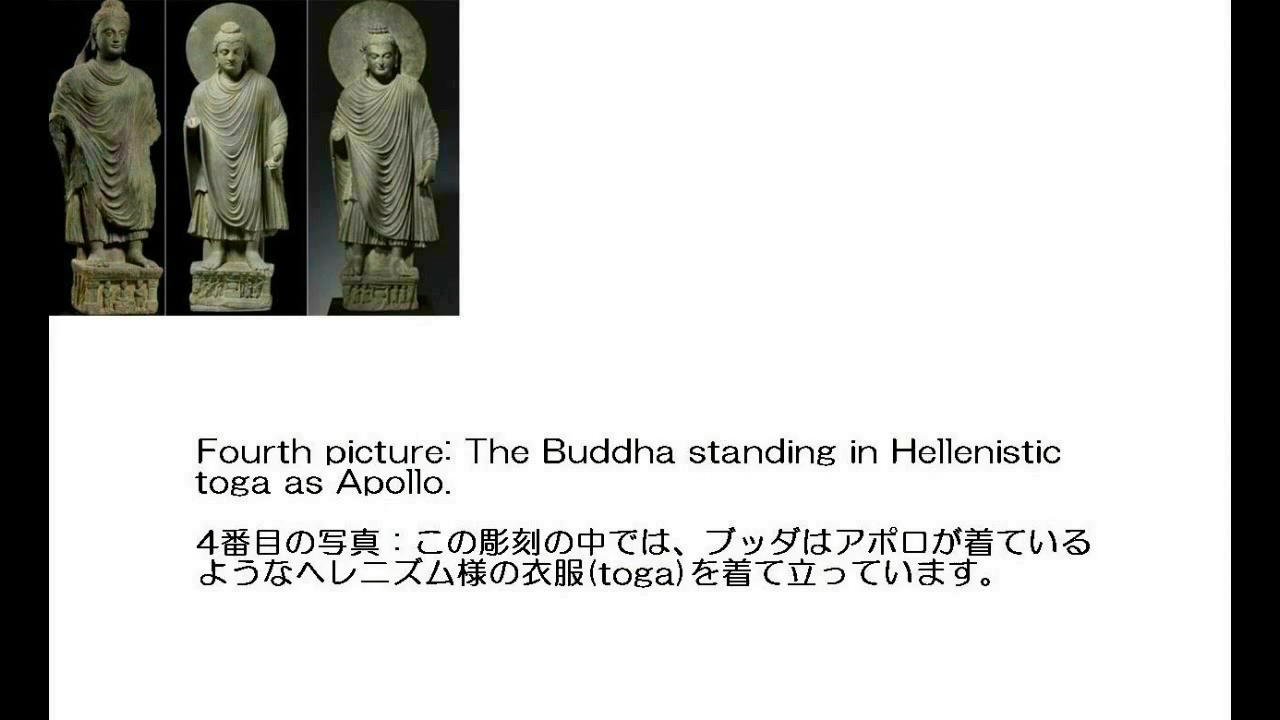 Fourth picture: The Buddha standing in Hellenistic
toga as Apollo.
4番目の写真：この彫刻の中では、ブッダはアポロが着ている
ようなヘレニズム様の衣服(toga)を着て立っています。